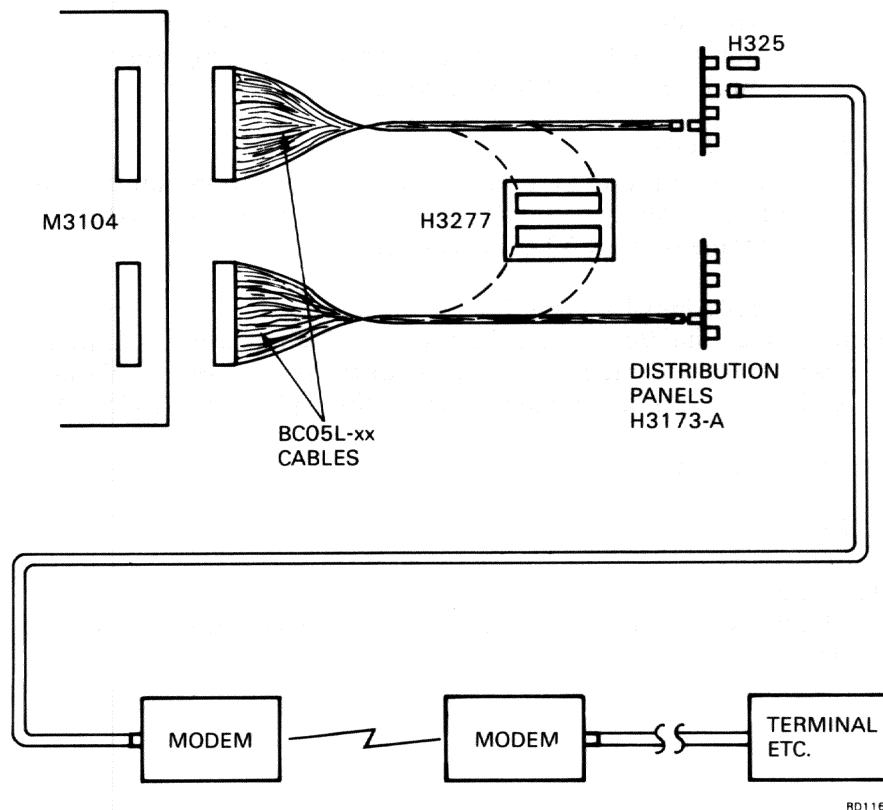 H325
M3104
H3277
DISTRIBUTION
PANELS
H3173-A
BC05L-xx
CABLES
MODEM
MODEM
TERMINAL
ETC.
RD116